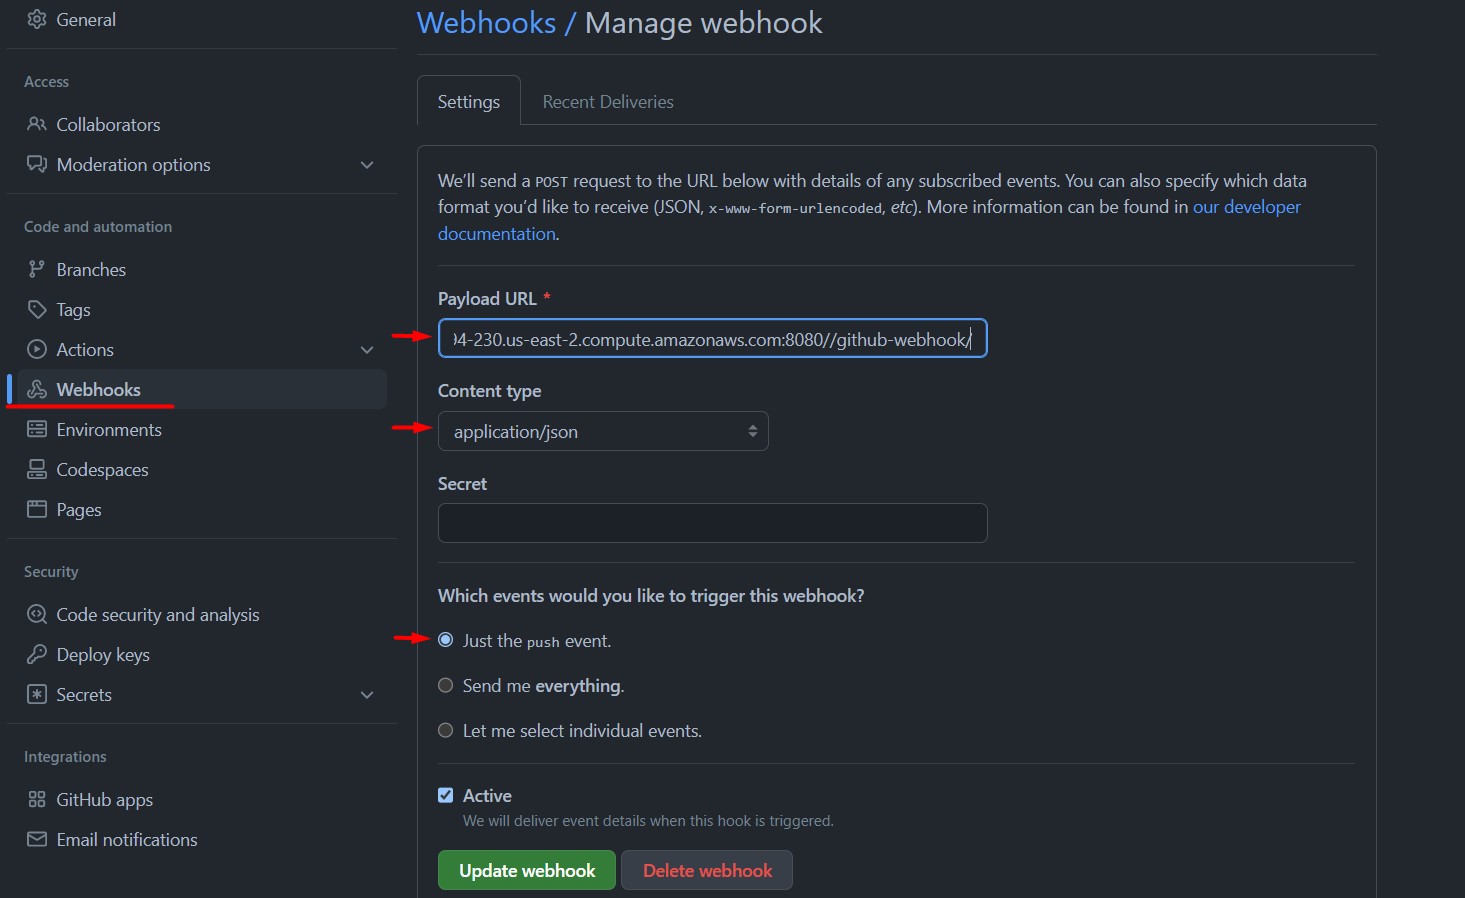 General
Access
Collaborators
Moderation options
Code and automation
Branches
Tags
Actions
Webhooks
Environments
Codespaces
Pages
Security
Code security and analysis
Deploy keys
Secrets
Integrations
GitHub apps
Email notifications
Webhooks / Manage webhook
Settings
Recent Deliveries
We’ll send a POST request to the URL below with details of any subscribed events. You can also specify which data
format you’d like to receive (JSON, x-www-form-urlencoded, etc). More information can be found in our developer
documentation.
Payload URL *
04-230.us-east-2.compute.amazonaws.com:8080//github-webhook/
Content type
application/json
Secret
Which events would you like to trigger this webhook?
Just the push event.
Send me everything.
Let me select individual events.
Active
We will deliver event details when this hook is triggered.
Update webhook
Delete webhook